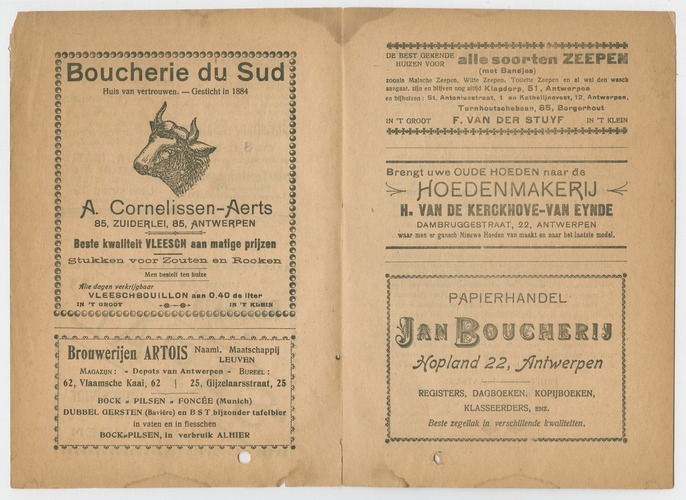 Boucherie du Sud
Huis van vertrouwen. — Gesticht in 1884
A. Cornelissen-Aerts
85, ZUIDERLEI, 85, ANTWERPEN
Beste kwaliteit VLEESCH aan matige prijzen
Stukken voor Zouten en Rooken
Men bestelt ten huize
Alle dagen verkrijgbaar
VLEESCHBOUILLON aan 0.40 de liter
IN 'T GROOT IN 'T KLEIN
Brouwerijen ARTOIS Naaml. Maatschappij
LEUVEN
MAGAZIJN: - Depots van Antwerpen - BUREEL:
62, Vlaamsche Kaai, 62 | 25, Gijzelaarsstraat, 25
BOCK - PILSEN - FONCÉE (Munich)
DUBBEL GERSTEN (Bavière) en BST bijzonder tafelbier
in vaten en in flesschen
BOCK-PILSEN, in verbruik ALHIER
DE BEST GEKENDE
HUIZEN VOOR alle soorten ZEEPEN
(met Bandjes)
zooals Malsche Zeepen, Witte Zeepen, Toilette Zeepen en al wat den wasch
aangaat, zijn en blijven nog altijd Klapdorp, 51, Antwerpen
en bijhuizen: St. Antoniusstraat, 1 en Kathelijnevest, 12, Antwerpen,
Turnhoutschebaan, 85, Borgerhout
IN 'T GROOT F. VAN DER STUYF IN 'T KLEIN
Brengt uwe OUDE HOEDEN naar de
HOEDENMAKERIJ
H. VAN DE KERCKHOVE-VAN EYNDE
DAMBRUGGESTRAAT, 22, ANTWERPEN
waar men er gansch Nieuwe Hoeden van maakt en naar het laatste model.
PAPIERHANDEL
JAN BOUCHERIJ
Hopland 22, Antwerpen
REGISTERS, DAGBOEKEN, KOPIJBOEKEN,
KLASSEERDERS, ENZ.
Beste zegellak in verschillende kwaliteiten.